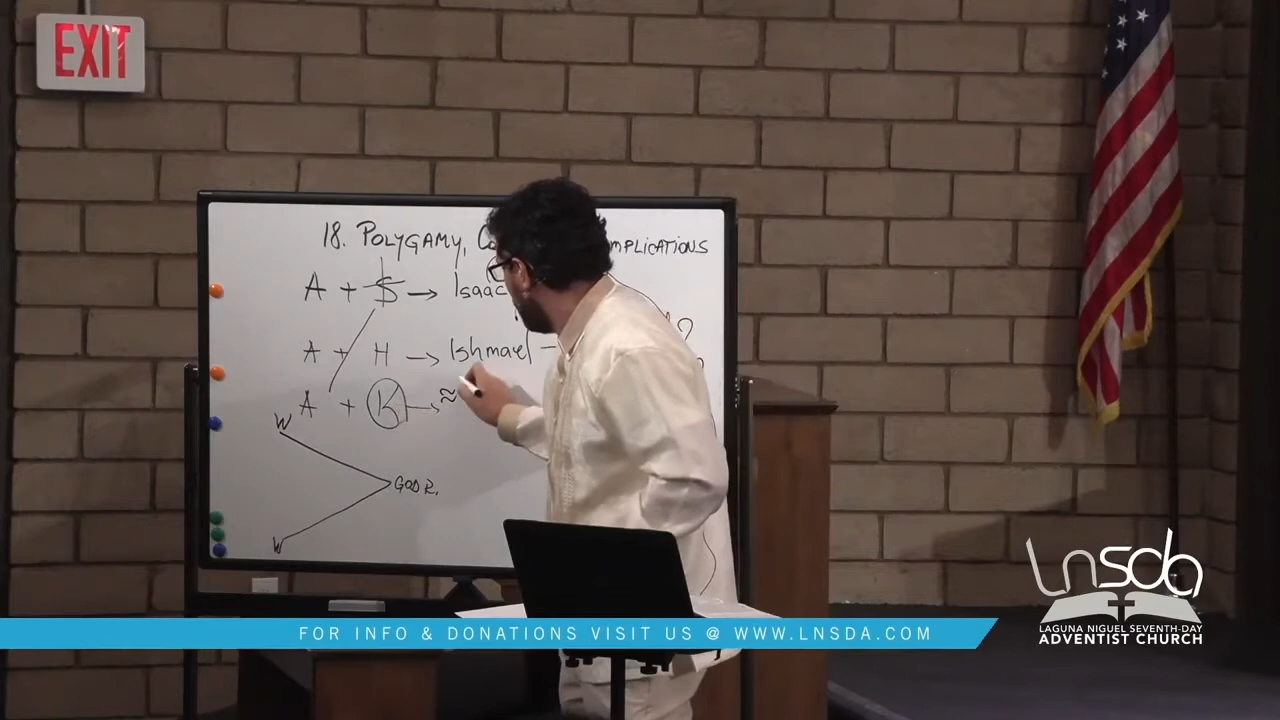 EXIT
18. POLYGAMY, MPLICATIONS
A + S → Isaac
A + H → Ishmael –
A + K → ≈
W
GOD R.
W
lnsda
LAGUNA NIGUEL SEVENTH-DAY
ADVENTIST CHURCH
FOR INFO & DONATIONS VISIT US @ WWW.LNSDA.COM